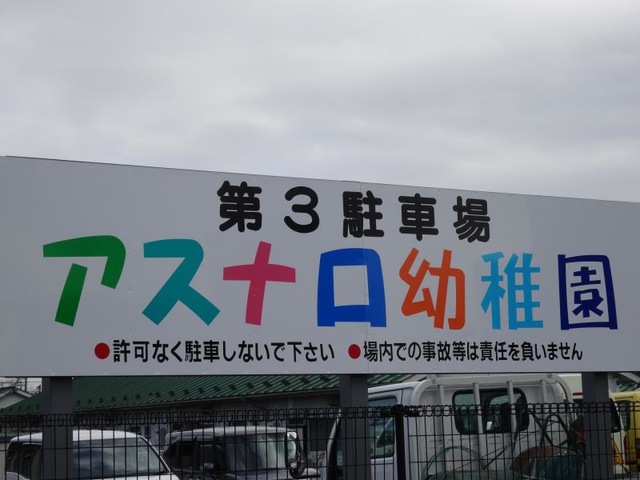 第3駐車場
アスナロ幼稚園
●許可なく駐車しないで下さい ●場内での事故等は責任を負いません